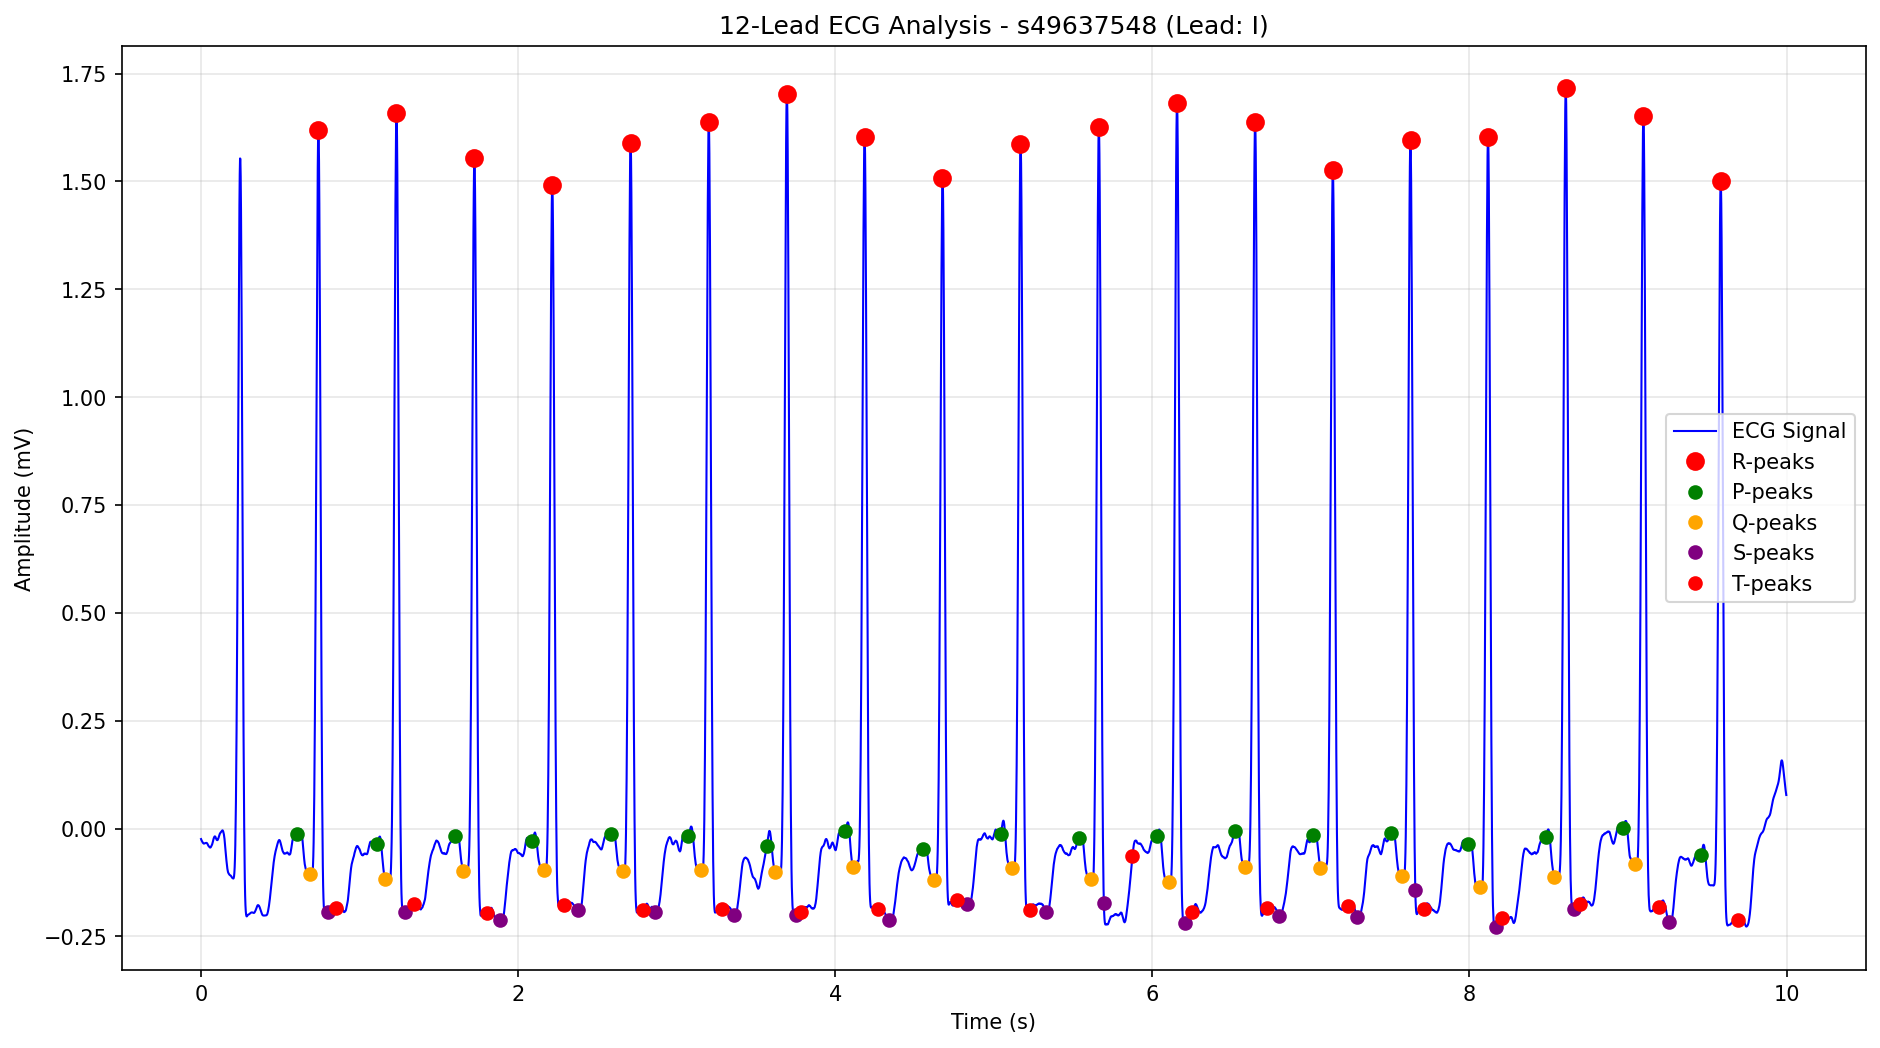 12-Lead ECG Analysis - s49637548 (Lead: I)
1.75
1.50
1.25
1.00
0.75
0.50
0.25
0.00
−0.25
Amplitude (mV)
ECG Signal
R-peaks
P-peaks
Q-peaks
S-peaks
T-peaks
0 2 4 6 8 10
Time (s)